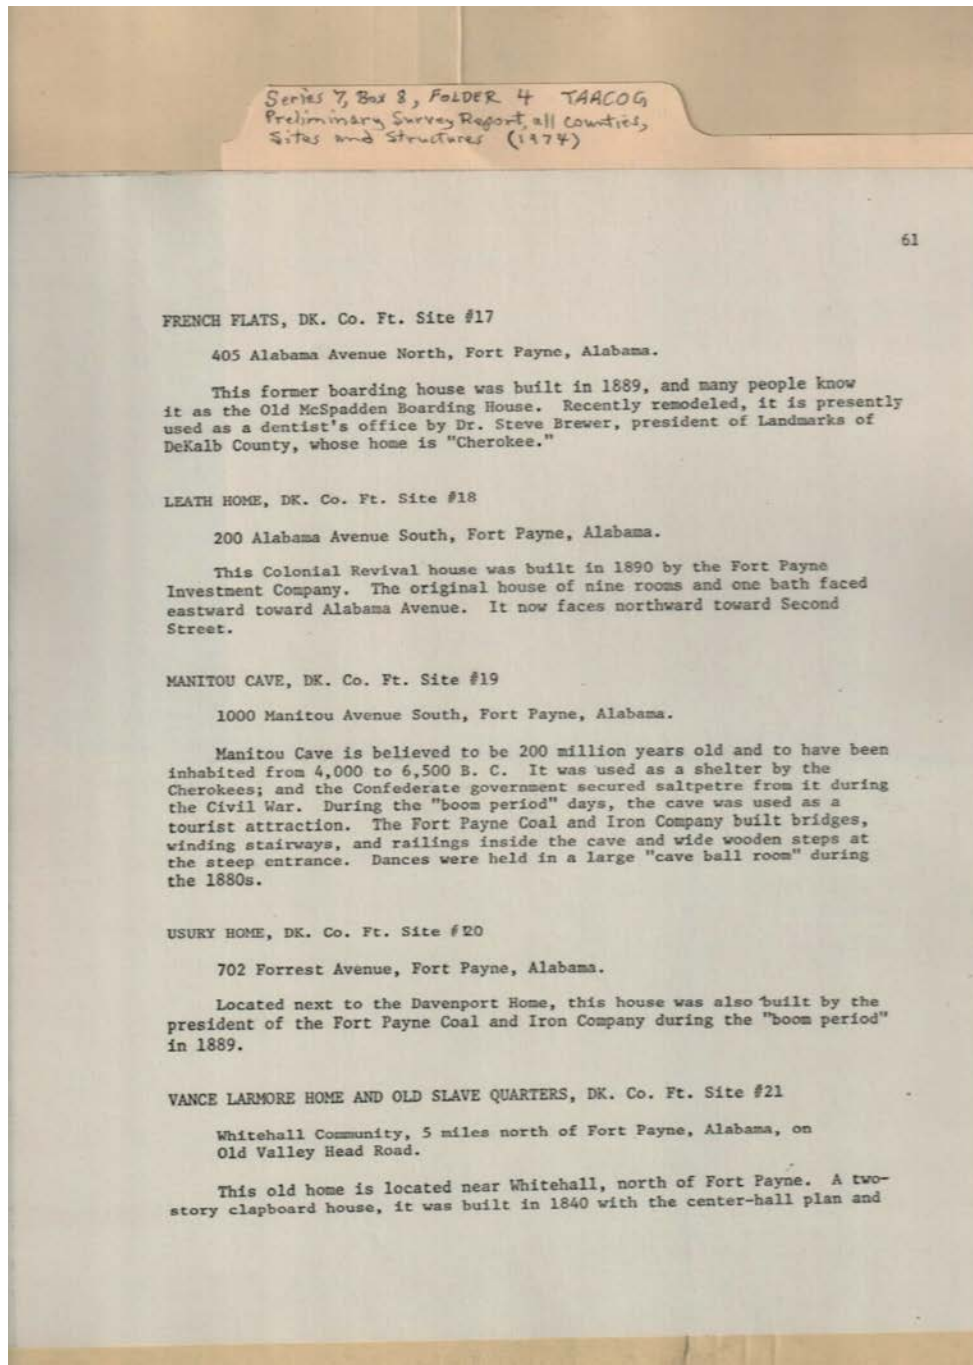 Series 7, Box 8, FOLDER 4 TARCOG
Preliminary Survey Report, all counties,
Sites and Structures (1974)
61
FRENCH FLATS, DK. Co. Ft. Site #17
405 Alabama Avenue North, Fort Payne, Alabama.
This former boarding house was built in 1889, and many people know
it as the Old McSpadden Boarding House. Recently remodeled, it is presently
used as a dentist's office by Dr. Steve Brewer, president of Landmarks of
DeKalb County, whose home is "Cherokee."
LEATH HOME, DK. Co. Ft. Site #18
200 Alabama Avenue South, Fort Payne, Alabama.
This Colonial Revival house was built in 1890 by the Fort Payne
Investment Company. The original house of nine rooms and one bath faced
eastward toward Alabama Avenue. It now faces northward toward Second
Street.
MANITOU CAVE, DK. Co. Ft. Site #19
1000 Manitou Avenue South, Fort Payne, Alabama.
Manitou Cave is believed to be 200 million years old and to have been
inhabited from 4,000 to 6,500 B. C. It was used as a shelter by the
Cherokees; and the Confederate government secured saltpetre from it during
the Civil War. During the "boom period" days, the cave was used as a
tourist attraction. The Fort Payne Coal and Iron Company built bridges,
winding stairways, and railings inside the cave and wide wooden steps at
the steep entrance. Dances were held in a large "cave ball room" during
the 1880s.
USURY HOME, DK. Co. Ft. Site #20
702 Forrest Avenue, Fort Payne, Alabama.
Located next to the Davenport Home, this house was also built by the
president of the Fort Payne Coal and Iron Company during the "boom period"
in 1889.
VANCE LARMORE HOME AND OLD SLAVE QUARTERS, DK. Co. Ft. Site #21
Whitehall Community, 5 miles north of Fort Payne, Alabama, on
Old Valley Head Road.
This old home is located near Whitehall, north of Fort Payne. A two-
story clapboard house, it was built in 1840 with the center-hall plan and